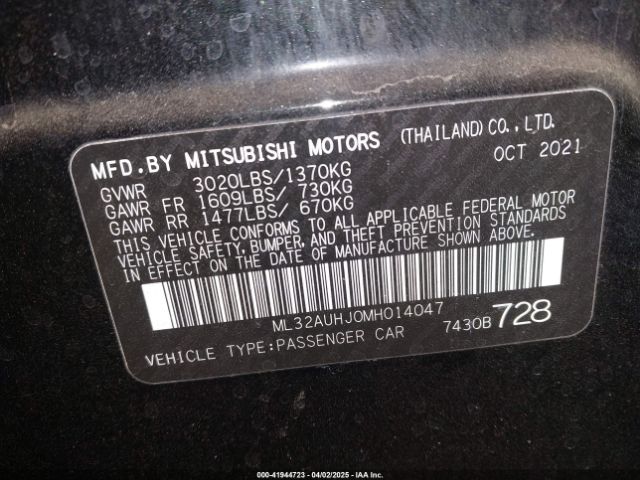 MFD.BY MITSUBISHI MOTORS (THAILAND) CO., LTD.
GVWR 3020LBS/1370KG OCT 2021
GAWR FR 1609LBS/ 730KG
GAWR RR 1477LBS/ 670KG
THIS VEHICLE CONFORMS TO ALL APPLICABLE FEDERAL MOTOR
VEHICLE SAFETY, BUMPER, AND THEFT PREVENTION STANDARDS
IN EFFECT ON THE DATE OF MANUFACTURE SHOWN ABOVE.
ML32AUHJ0MH014047
VEHICLE TYPE:PASSENGER CAR 7430B 728
000-41944723 - 04/02/2025 - IAA Inc.